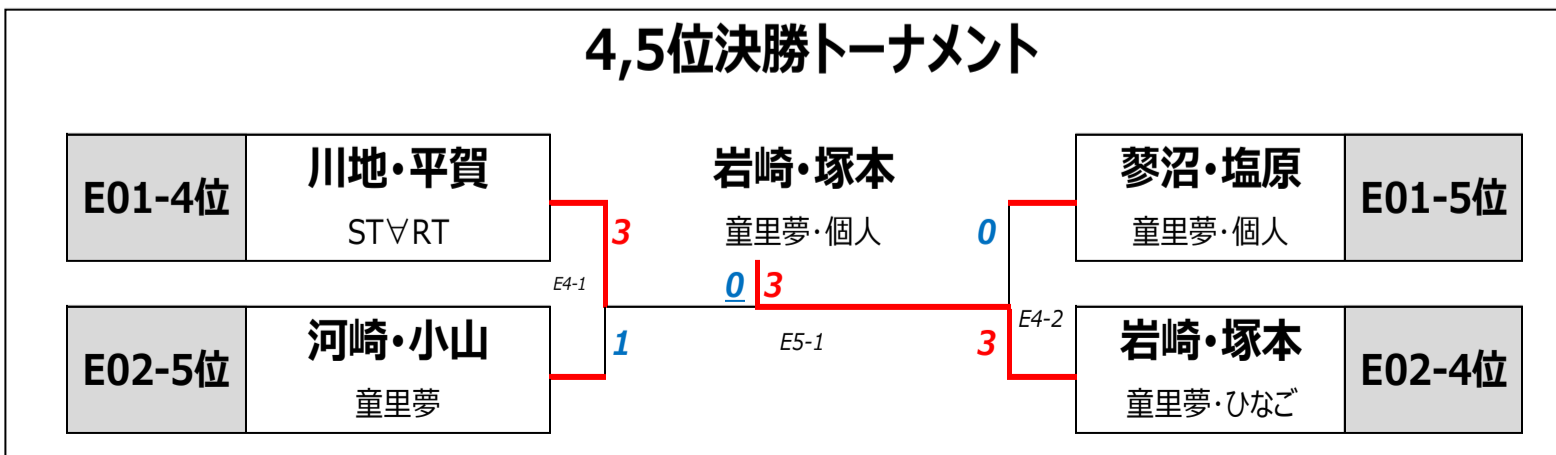 4,5位決勝トーナメント
E01-4位
川地・平賀
ST∀RT
岩崎・塚本
童里夢・個人
蓼沼・塩原
童里夢・個人
E01-5位
3
0
E4-1
0
3
E4-2
E02-5位
河崎・小山
童里夢
1
E5-1
3
岩崎・塚本
童里夢・ひなご
E02-4位